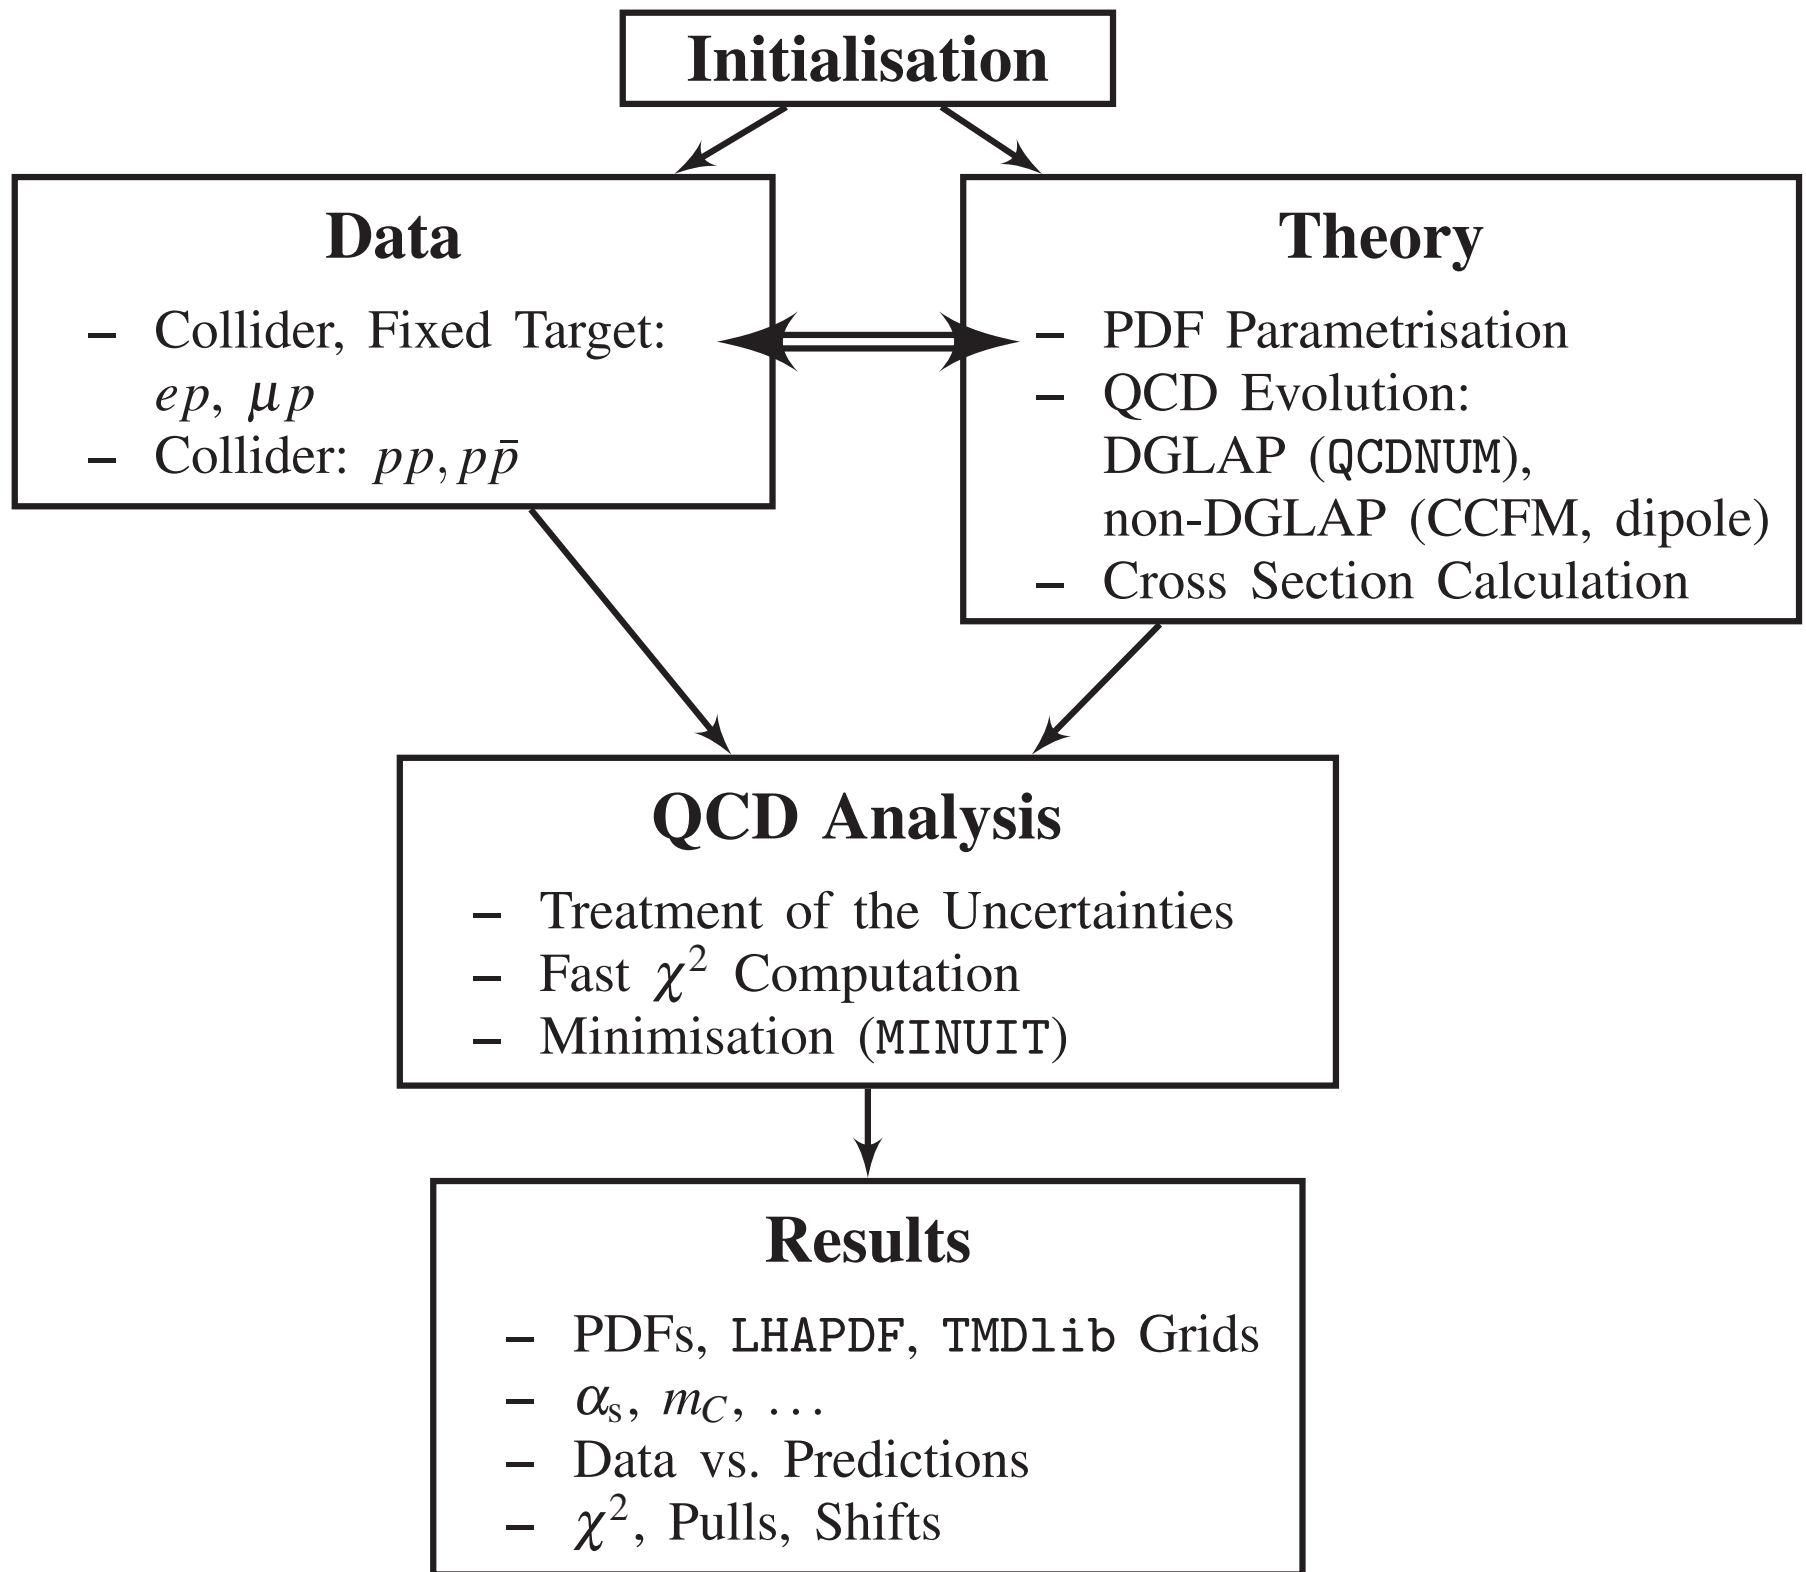 Initialisation
Data
– Collider, Fixed Target:
ep, μp
– Collider: pp, pp̄
Theory
– PDF Parametrisation
– QCD Evolution:
DGLAP (QCDNUM),
non-DGLAP (CCFM, dipole)
– Cross Section Calculation
QCD Analysis
– Treatment of the Uncertainties
– Fast χ² Computation
– Minimisation (MINUIT)
Results
– PDFs, LHAPDF, TMDlib Grids
– αₛ, m_C, ...
– Data vs. Predictions
– χ², Pulls, Shifts